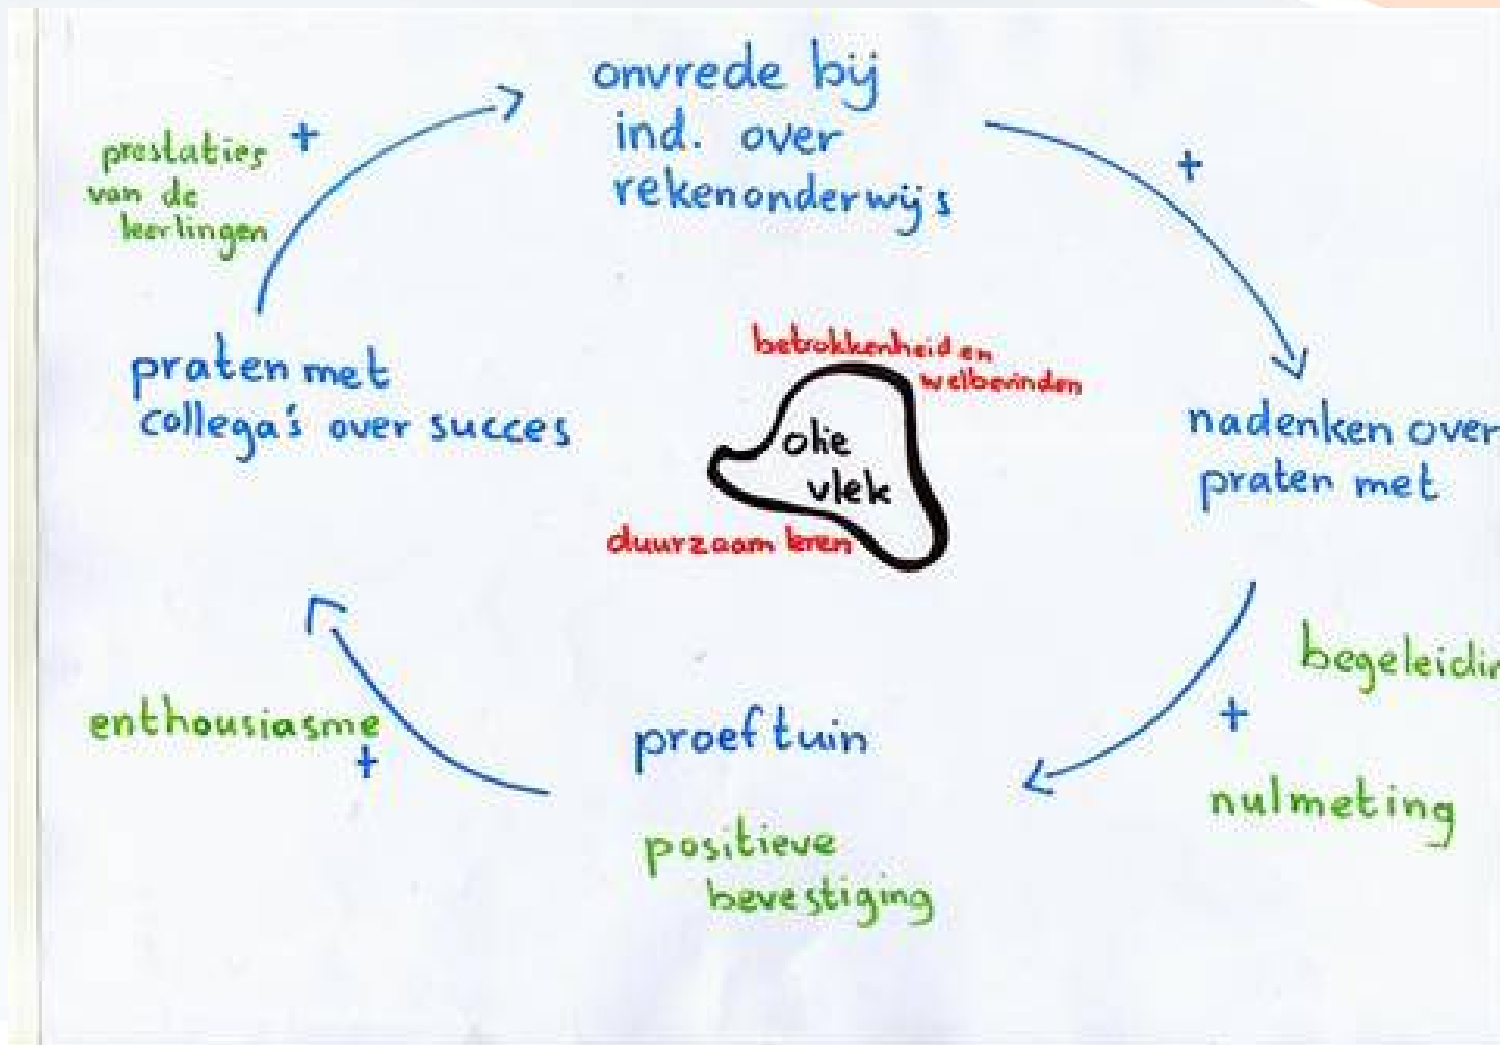 onvrede bij
ind. over
rekenonderwijs
+
+
prestaties
van de
leerlingen
praten met
collega's over succes
betrokkenheid en
welbevinden
olie
vlek
duurzaam leren
nadenken over
praten met
begeleidin
+
nulmeting
enthousiasme
+
proeftuin
positieve
bevestiging